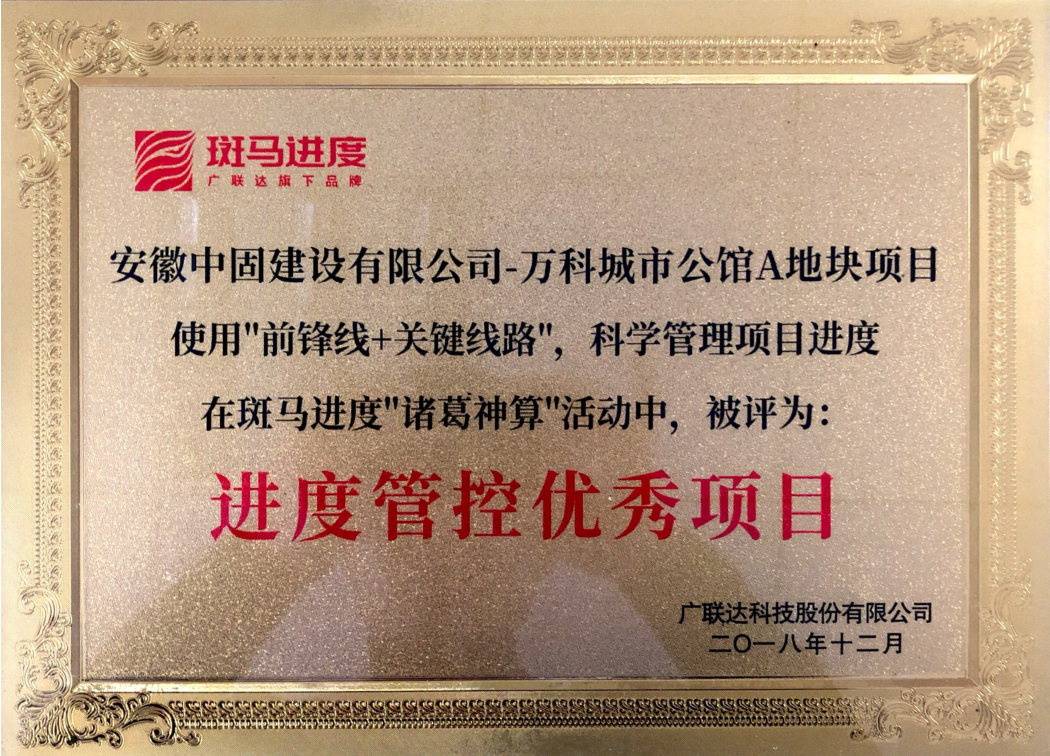 斑马进度
广联达旗下品牌
安徽中固建设有限公司-万科城市公馆A地块项目
使用"前锋线+关键线路"，科学管理项目进度
在斑马进度"诸葛神算"活动中，被评为：
进度管控优秀项目
广联达科技股份有限公司
二〇一八年十二月